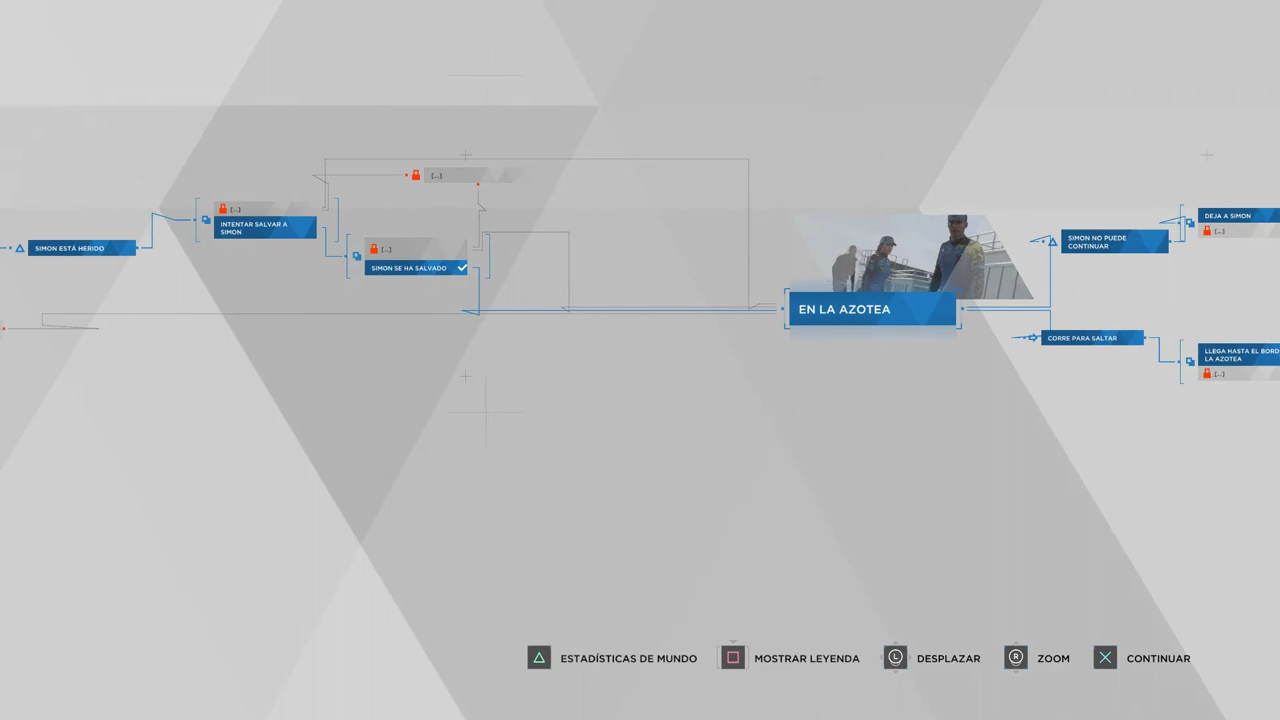 [...]
[...]
INTENTAR SALVAR A
SIMON
SIMON ESTÁ HERIDO
[...]
SIMON SE HA SALVADO
EN LA AZOTEA
SIMON NO PUEDE
CONTINUAR
DEJA A SIMON
[...]
CORRE PARA SALTAR
LLEGA HASTA EL BORD
LA AZOTEA
[...]
ESTADÍSTICAS DE MUNDO
MOSTRAR LEYENDA
L
DESPLAZAR
R
ZOOM
CONTINUAR